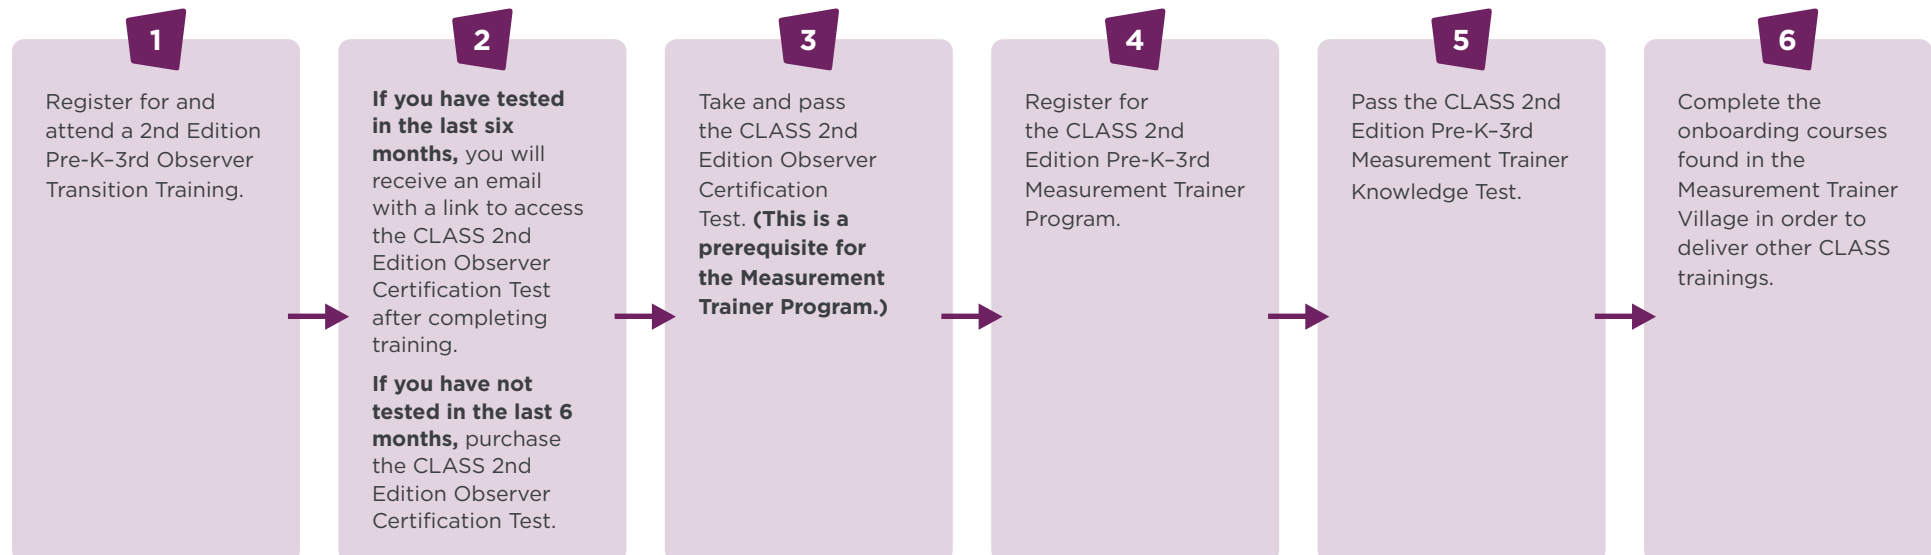 1
Register for and
attend a 2nd Edition
Pre-K–3rd Observer
Transition Training.
2
If you have tested
in the last six
months, you will
receive an email
with a link to access
the CLASS 2nd
Edition Observer
Certification Test
after completing
training.
If you have not
tested in the last 6
months, purchase
the CLASS 2nd
Edition Observer
Certification Test.
3
Take and pass
the CLASS 2nd
Edition Observer
Certification
Test. (This is a
prerequisite for
the Measurement
Trainer Program.)
4
Register for
the CLASS 2nd
Edition Pre-K–3rd
Measurement Trainer
Program.
5
Pass the CLASS 2nd
Edition Pre-K–3rd
Measurement Trainer
Knowledge Test.
6
Complete the
onboarding courses
found in the
Measurement Trainer
Village in order to
deliver other CLASS
trainings.